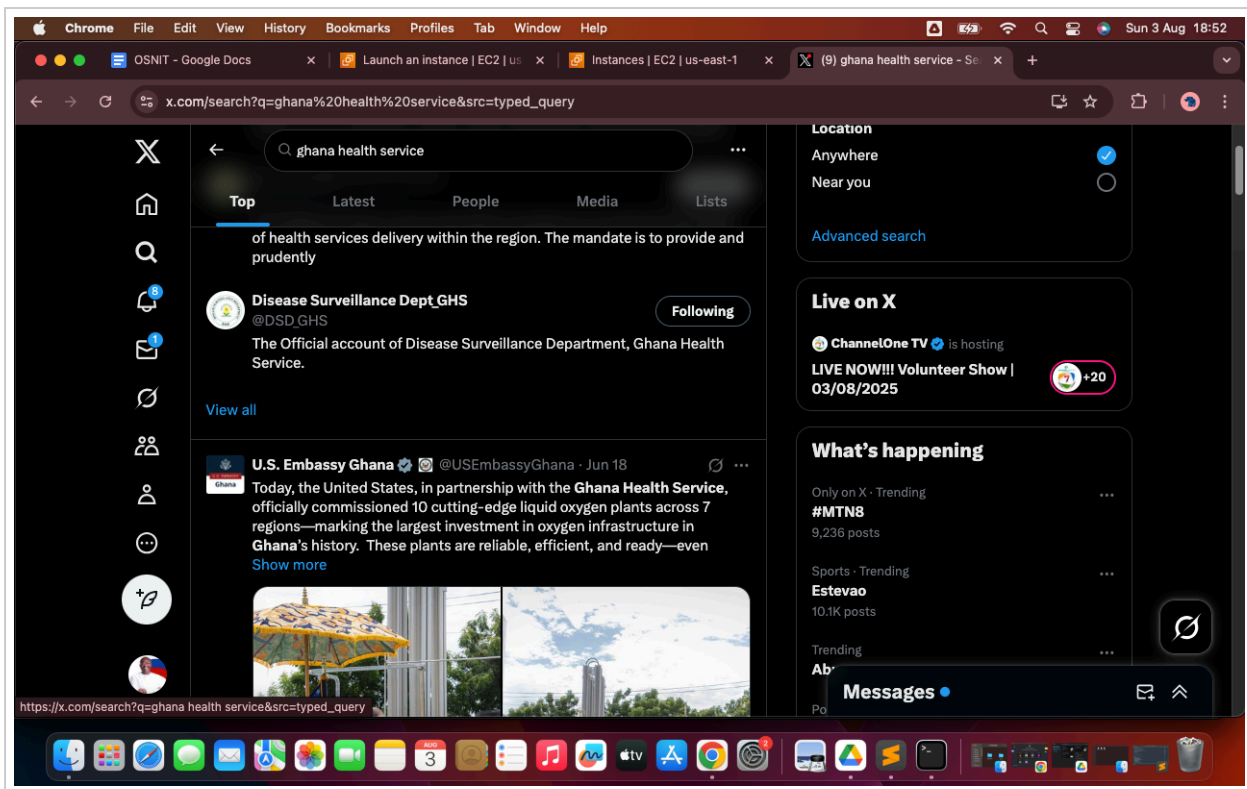 Chrome File Edit View History Bookmarks Profiles Tab Window Help
Sun 3 Aug 18:52
OSNIT - Google Docs
Launch an instance | EC2 | us
Instances | EC2 | us-east-1
(9) ghana health service - Se
x.com/search?q=ghana%20health%20service&src=typed_query
ghana health service
Top Latest People Media Lists
of health services delivery within the region. The mandate is to provide and
prudently
Disease Surveillance Dept_GHS
@DSD_GHS
Following
The Official account of Disease Surveillance Department, Ghana Health
Service.
View all
U.S. Embassy Ghana @USEmbassyGhana · Jun 18
Today, the United States, in partnership with the Ghana Health Service,
officially commissioned 10 cutting-edge liquid oxygen plants across 7
regions—marking the largest investment in oxygen infrastructure in
Ghana's history. These plants are reliable, efficient, and ready—even
Show more
8
1
Location
Anywhere
Near you
Advanced search
Live on X
ChannelOne TV is hosting
LIVE NOW!!! Volunteer Show |
03/08/2025
+20
What's happening
Only on X · Trending
#MTN8
9,236 posts
Sports · Trending
Estevao
10.1K posts
Trending
Messages
https://x.com/search?q=ghana health service&src=typed_query
AUG
3
tv
2